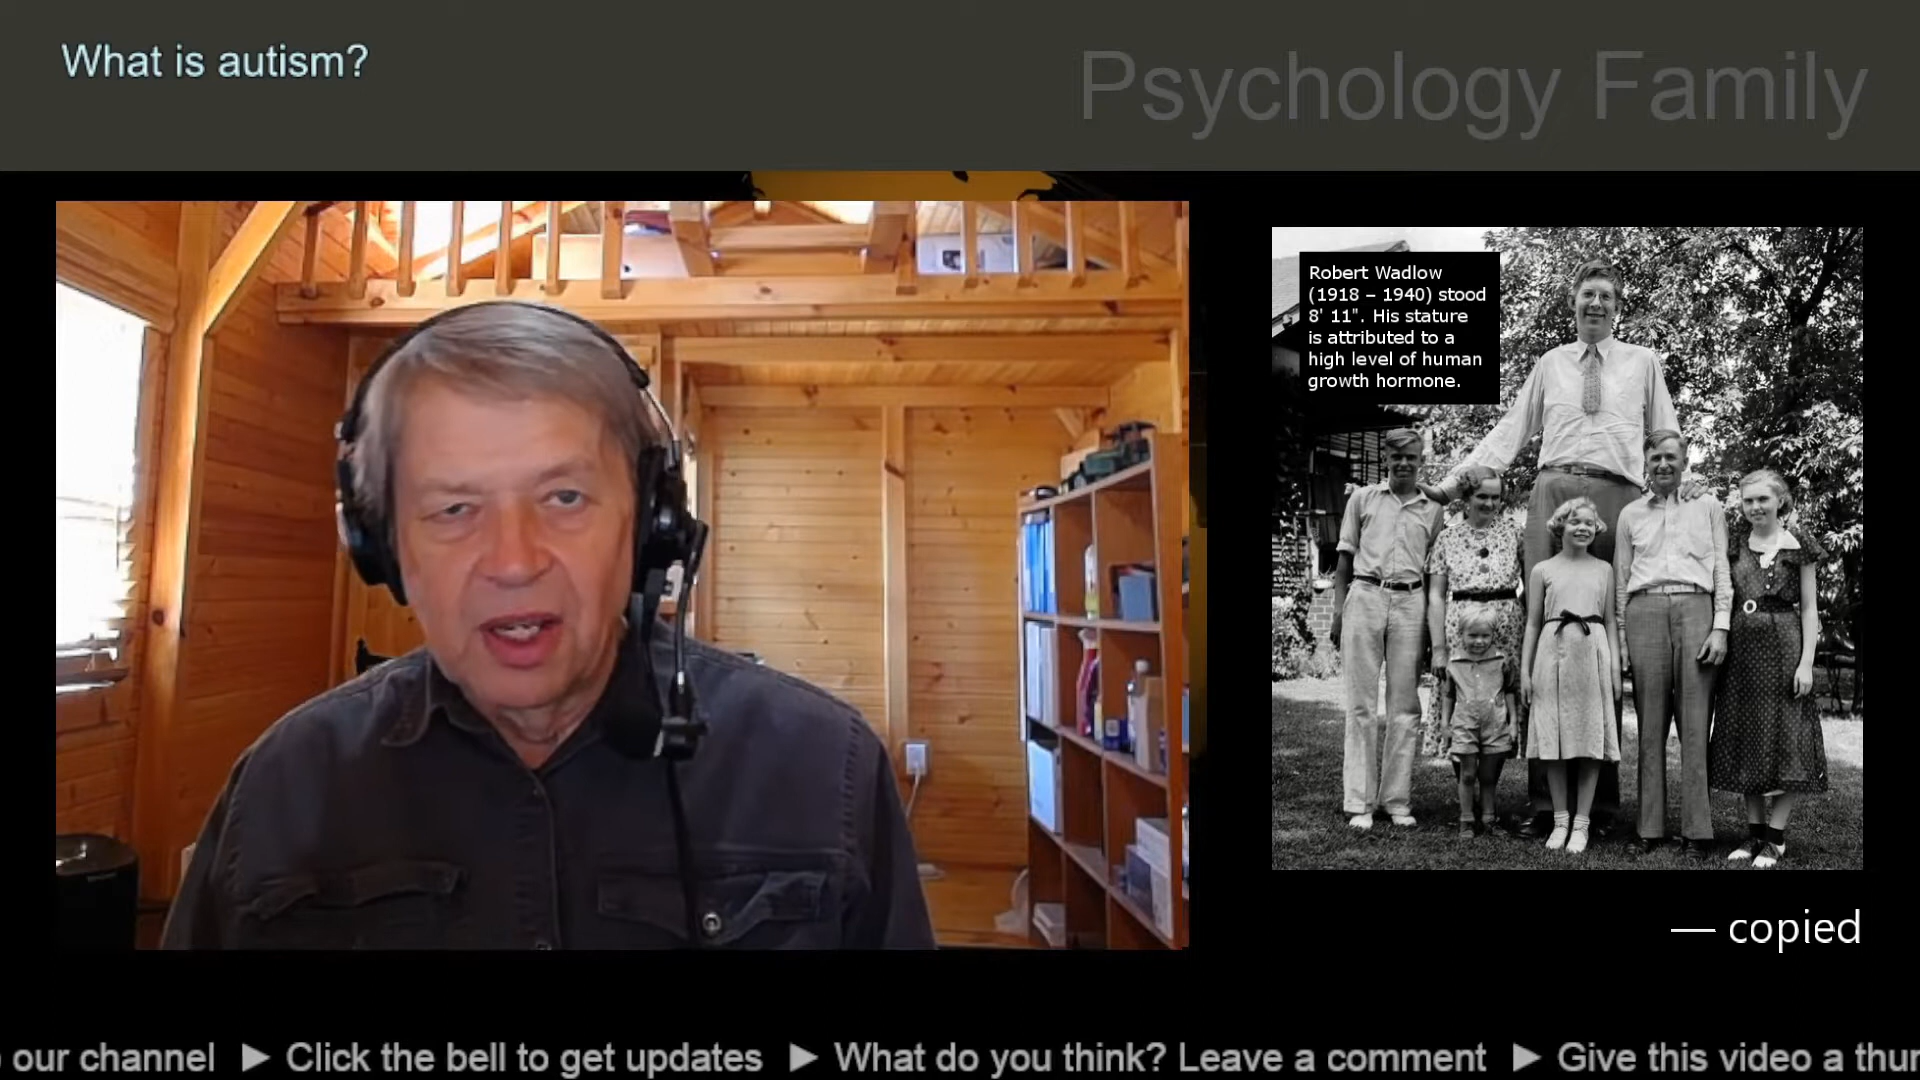 What is autism?
Psychology Family
Robert Wadlow
(1918 – 1940) stood
8' 11". His stature
is attributed to a
high level of human
growth hormone.
— copied
our channel ▶ Click the bell to get updates ▶ What do you think? Leave a comment ▶ Give this video a